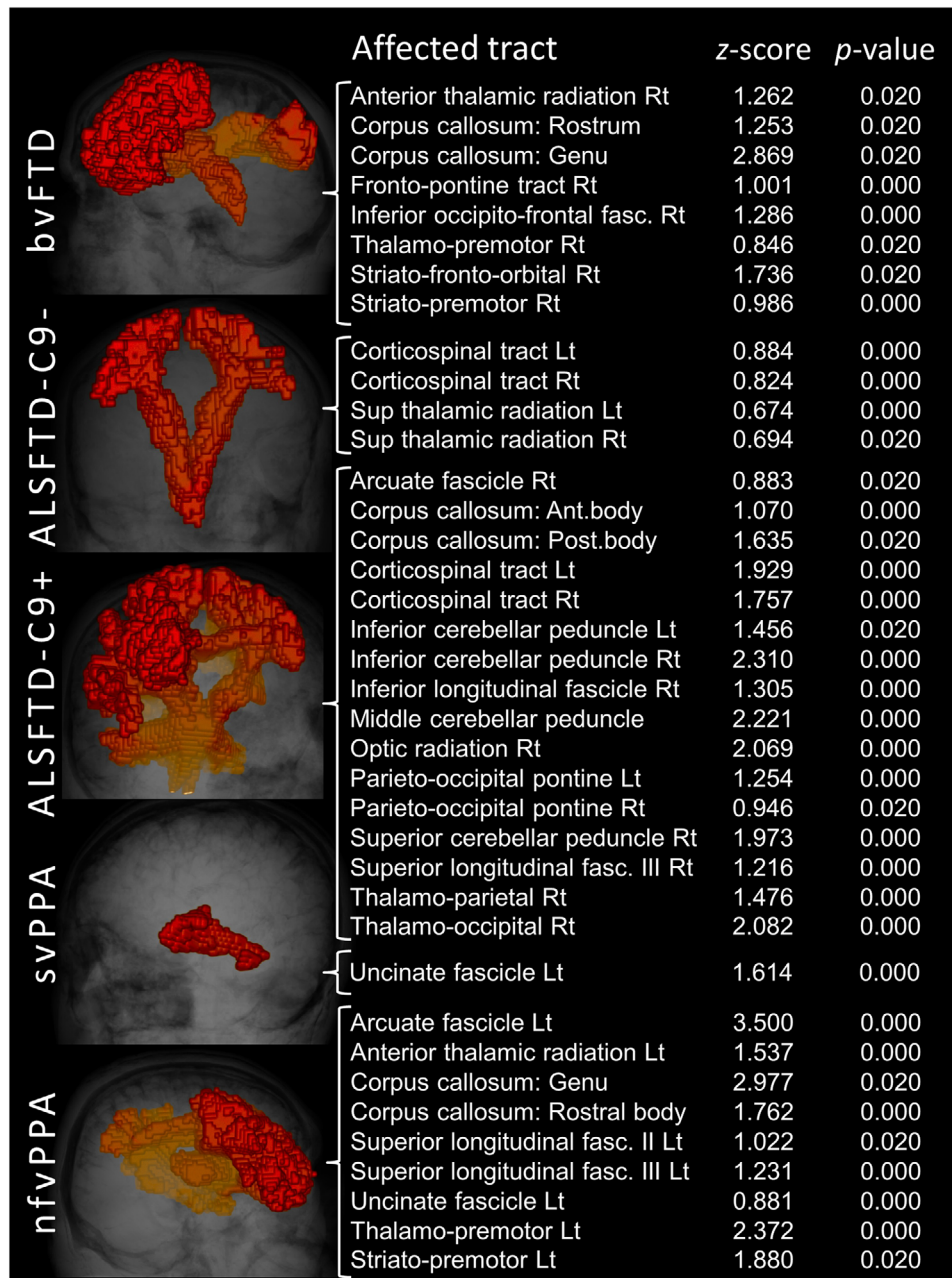 Affected tract z-score p-value
bvFTD
Anterior thalamic radiation Rt 1.262 0.020
Corpus callosum: Rostrum 1.253 0.020
Corpus callosum: Genu 2.869 0.020
Fronto-pontine tract Rt 1.001 0.000
Inferior occipito-frontal fasc. Rt 1.286 0.000
Thalamo-premotor Rt 0.846 0.020
Striato-fronto-orbital Rt 1.736 0.020
Striato-premotor Rt 0.986 0.000
ALSFTD-C9-
Corticospinal tract Lt 0.884 0.000
Corticospinal tract Rt 0.824 0.000
Sup thalamic radiation Lt 0.674 0.000
Sup thalamic radiation Rt 0.694 0.020
ALSFTD-C9+
Arcuate fascicle Rt 0.883 0.020
Corpus callosum: Ant.body 1.070 0.000
Corpus callosum: Post.body 1.635 0.020
Corticospinal tract Lt 1.929 0.000
Corticospinal tract Rt 1.757 0.000
Inferior cerebellar peduncle Lt 1.456 0.020
Inferior cerebellar peduncle Rt 2.310 0.000
Inferior longitudinal fascicle Rt 1.305 0.000
Middle cerebellar peduncle 2.221 0.000
Optic radiation Rt 2.069 0.000
Parieto-occipital pontine Lt 1.254 0.000
Parieto-occipital pontine Rt 0.946 0.020
Superior cerebellar peduncle Rt 1.973 0.000
Superior longitudinal fasc. III Rt 1.216 0.000
Thalamo-parietal Rt 1.476 0.000
Thalamo-occipital Rt 2.082 0.000
svPPA
Uncinate fascicle Lt 1.614 0.000
nfvPPA
Arcuate fascicle Lt 3.500 0.000
Anterior thalamic radiation Lt 1.537 0.000
Corpus callosum: Genu 2.977 0.020
Corpus callosum: Rostral body 1.762 0.000
Superior longitudinal fasc. II Lt 1.022 0.020
Superior longitudinal fasc. III Lt 1.231 0.000
Uncinate fascicle Lt 0.881 0.000
Thalamo-premotor Lt 2.372 0.000
Striato-premotor Lt 1.880 0.020